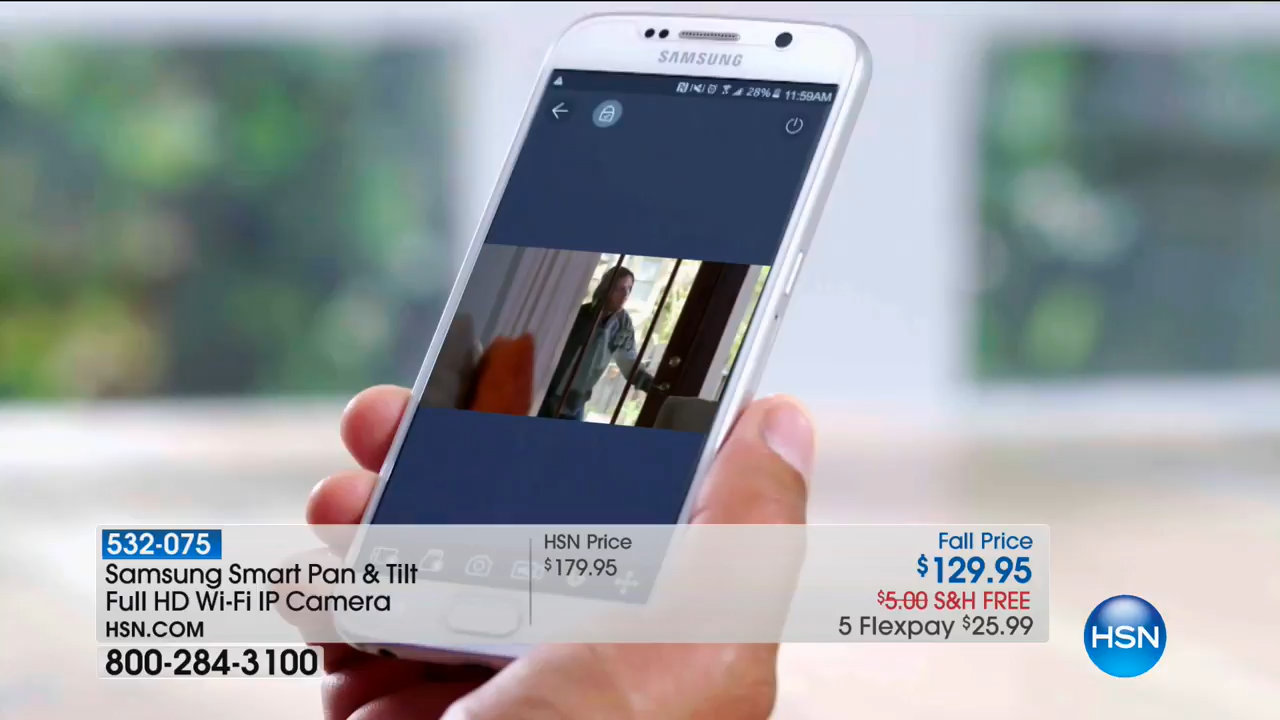 SAMSUNG
28% 11:59AM
532-075
Samsung Smart Pan & Tilt
Full HD Wi-Fi IP Camera
HSN.COM
800-284-3100
HSN Price
$179.95
Fall Price
$129.95
$5.00 S&H FREE
5 Flexpay $25.99
HSN